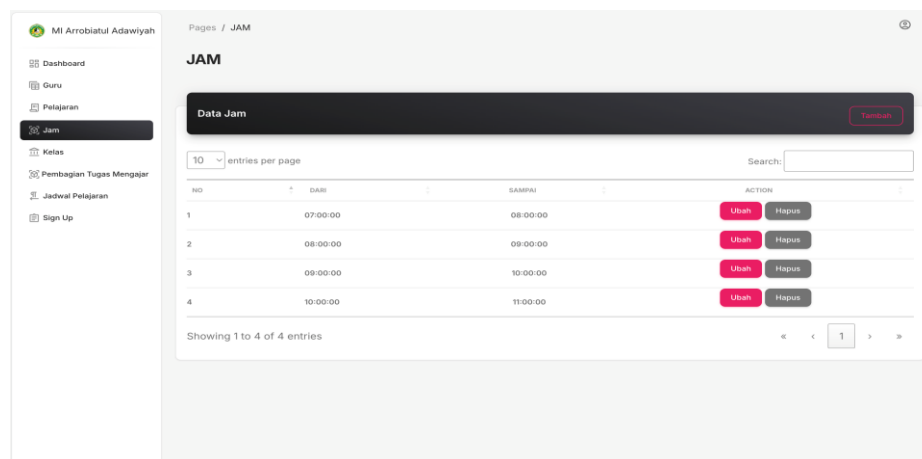 MI Arrobiatul Adawiyah
Dashboard
Guru
Pelajaran
Jam
Kelas
Pembagian Tugas Mengajar
Jadwal Pelajaran
Sign Up
Pages / JAM
JAM
Data Jam Tambah
10 entries per page Search:
NO DARI SAMPAI ACTION
1 07:00:00 08:00:00 Ubah Hapus
2 08:00:00 09:00:00 Ubah Hapus
3 09:00:00 10:00:00 Ubah Hapus
4 10:00:00 11:00:00 Ubah Hapus
Showing 1 to 4 of 4 entries « ‹ 1 › »